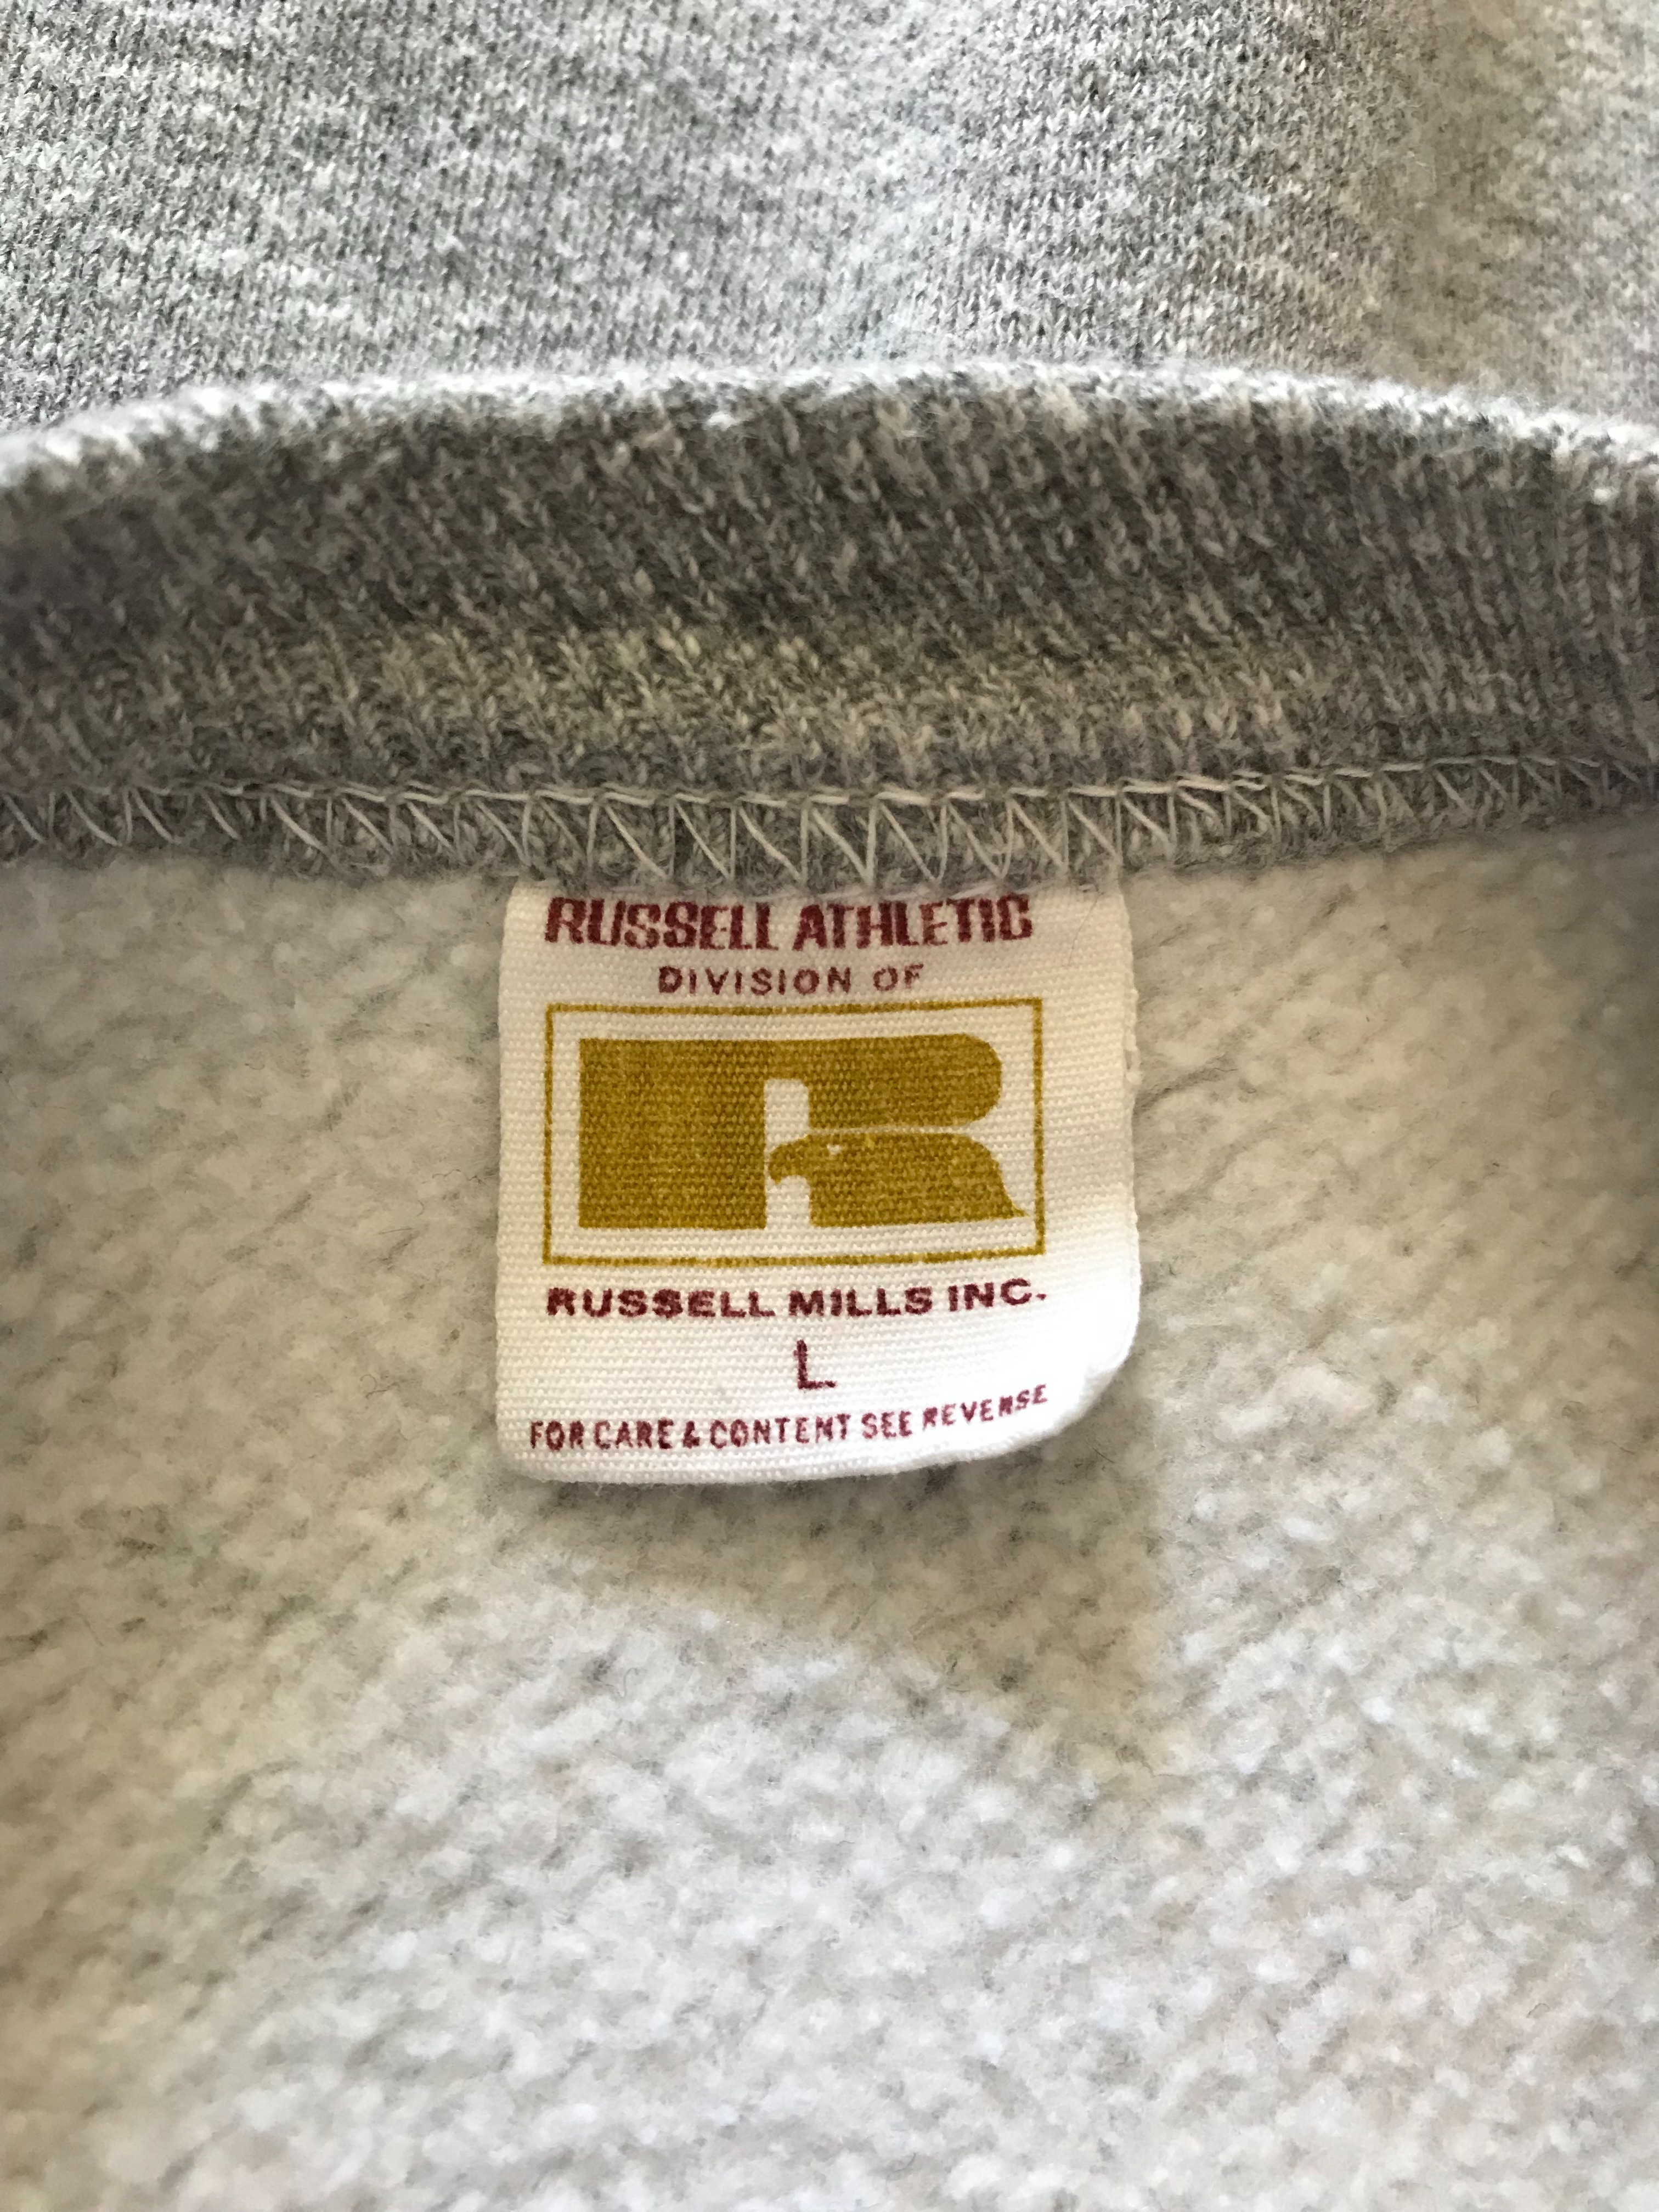 RUSSELL ATHLETIC
DIVISION OF
R
RUSSELL MILLS INC.
L
FOR CARE & CONTENT SEE REVERSE